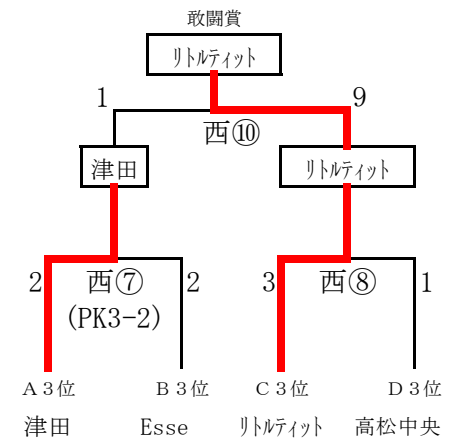 敢闘賞
ﾘﾄﾙﾃｨｯﾄ
1 9
西⑩
津田 ﾘﾄﾙﾃｨｯﾄ
2 西⑦ 2 3 西⑧ 1
(PK3-2)
A３位 B３位 C３位 D３位
津田 Esse ﾘﾄﾙﾃｨｯﾄ 高松中央